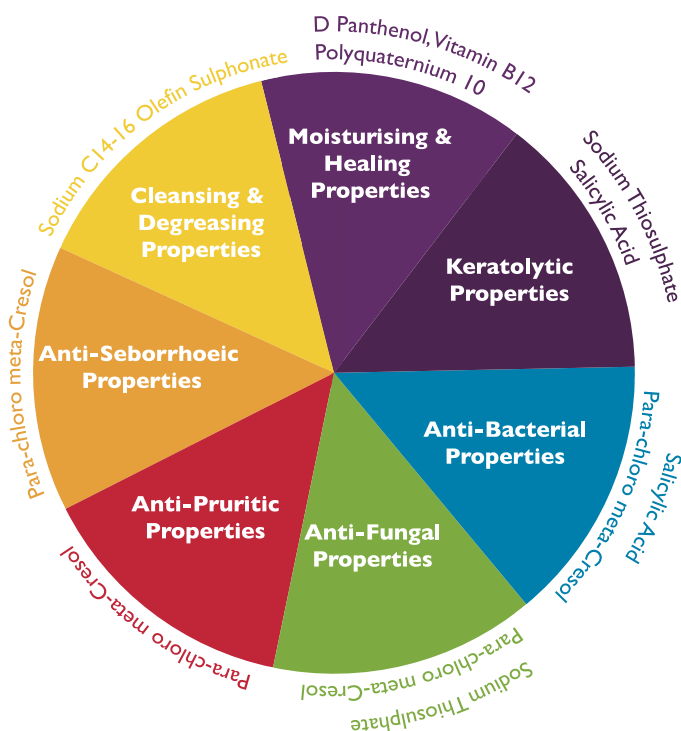 D Panthenol, Vitamin B12
Polyquaternium 10
Moisturising &
Healing
Properties
Sodium Thiosulphate
Salicylic Acid
Keratolytic
Properties
Anti-Bacterial
Properties
Para-chloro meta-Cresol
Salicylic Acid
Anti-Fungal
Properties
Para-chloro meta-Cresol
Sodium Thiosulphate
Anti-Pruritic
Properties
Para-chloro meta-Cresol
Anti-Seborrhoeic
Properties
Para-chloro meta-Cresol
Cleansing &
Degreasing
Properties
Sodium C14-16 Olefin Sulphonate